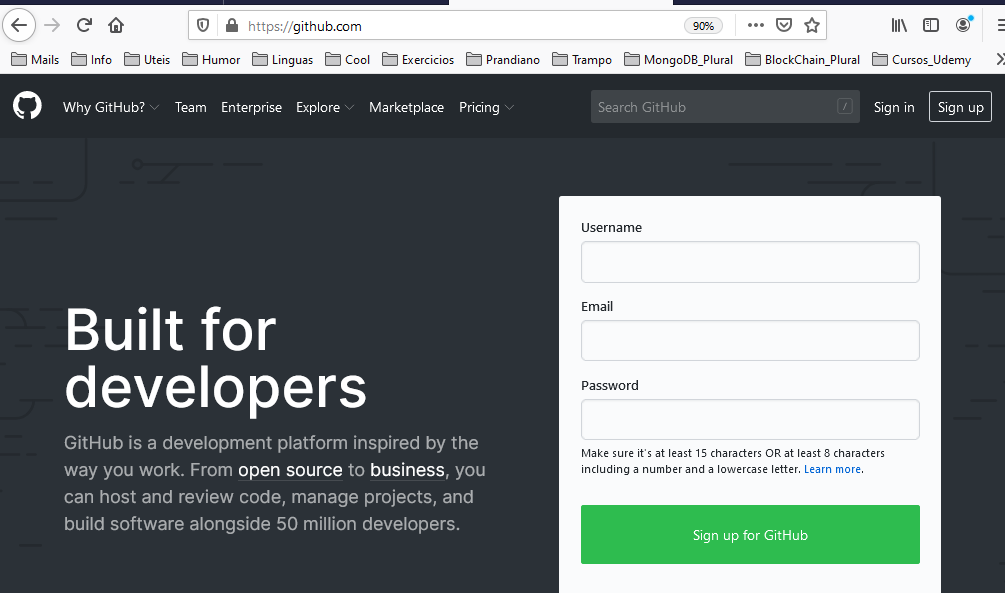 https://github.com 90%
Mails Info Uteis Humor Linguas Cool Exercicios Prandiano Trampo MongoDB_Plural BlockChain_Plural Cursos_Udemy
Why GitHub? Team Enterprise Explore Marketplace Pricing Search GitHub / Sign in Sign up
Built for
developers
GitHub is a development platform inspired by the
way you work. From open source to business, you
can host and review code, manage projects, and
build software alongside 50 million developers.
Username
Email
Password
Make sure it's at least 15 characters OR at least 8 characters
including a number and a lowercase letter. Learn more.
Sign up for GitHub